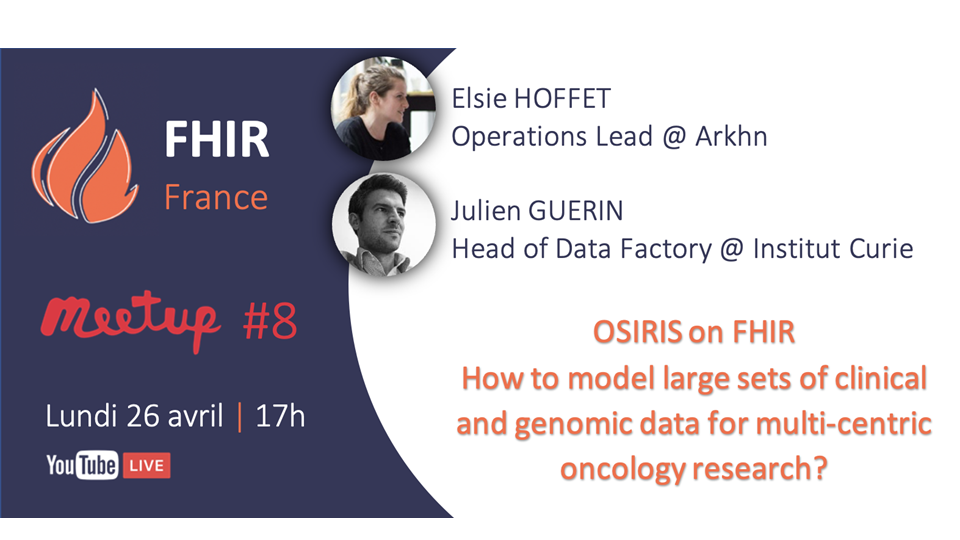 FHIR
France
meetup #8
Lundi 26 avril | 17h
YouTube LIVE
Elsie HOFFET
Operations Lead @ Arkhn
Julien GUERIN
Head of Data Factory @ Institut Curie
OSIRIS on FHIR
How to model large sets of clinical
and genomic data for multi-centric
oncology research?